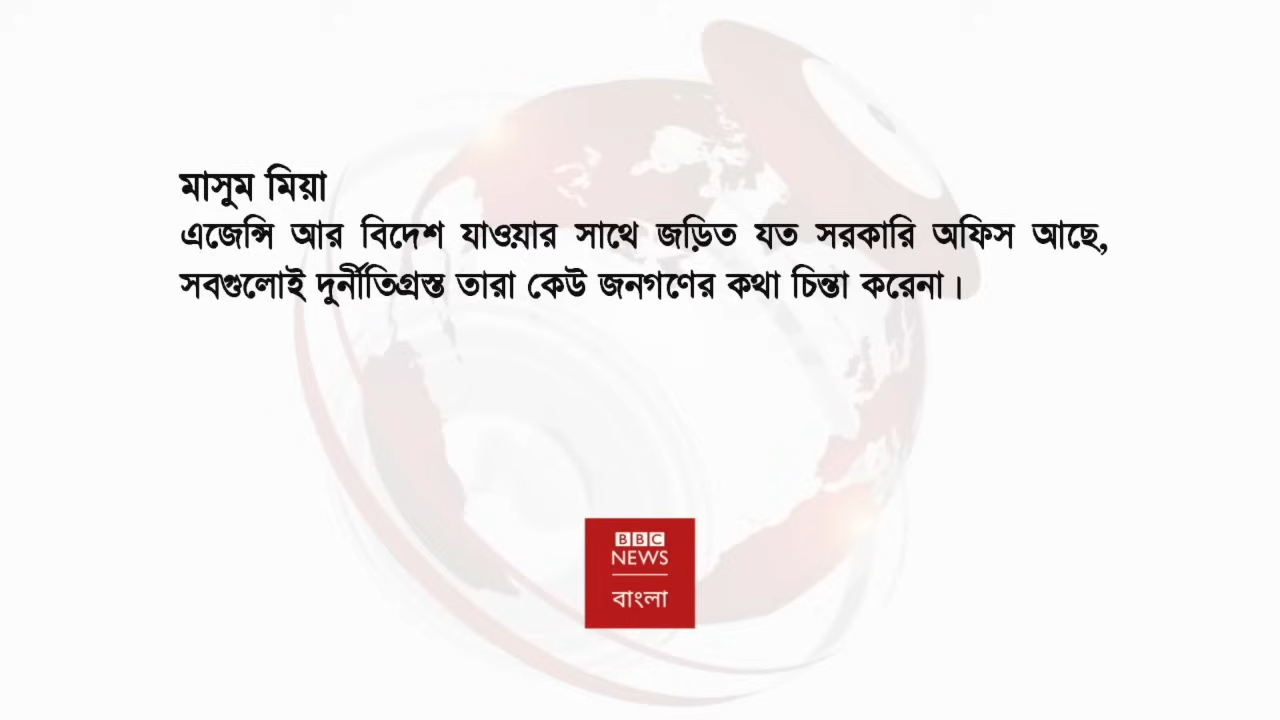 মাসুম মিয়া
এজেন্সি আর বিদেশ যাওয়ার সাথে জড়িত যত সরকারি অফিস আছে,
সবগুলোই দুর্নীতিগ্রস্ত তারা কেউ জনগণের কথা চিন্তা করেনা।
BBC
NEWS
বাংলা